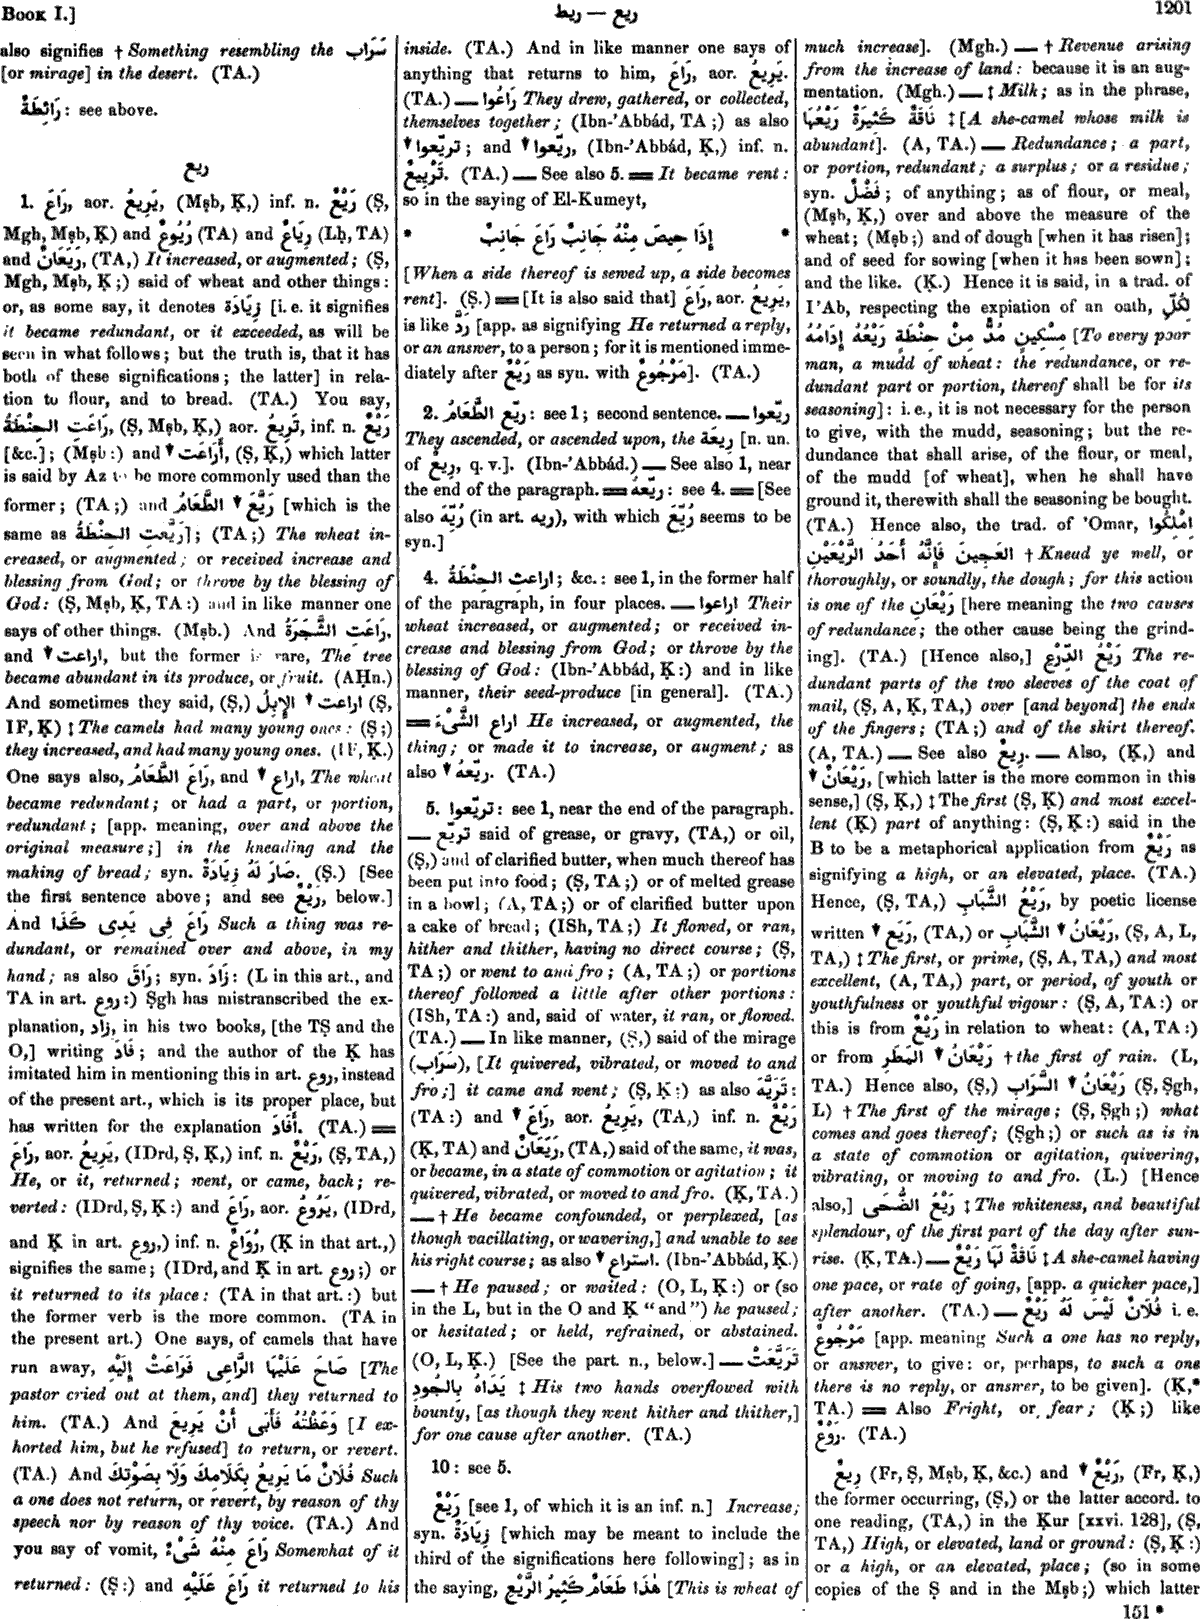 Book I.]
ريع — ربط
1201
also signifies † Something resembling the سَرَاب
[or mirage] in the desert. (TA.)
رَائِطَةٌ: see above.
ريع
1. رَاعَ, aor. يَرِيعُ, (Mṣb, Ḳ,) inf. n. رَيْعٌ (Ṣ,
Mgh, Mṣb, Ḳ) and رُيُوعٌ (TA) and رِيَاعٌ (Lḥ, TA)
and رَيَعَانٌ, (TA,) It increased, or augmented; (Ṣ,
Mgh, Mṣb, Ḳ;) said of wheat and other things:
or, as some say, it denotes زِيَادَة [i. e. it signifies
it became redundant, or it exceeded, as will be
seen in what follows; but the truth is, that it has
both of these significations; the latter] in rela-
tion to flour, and to bread. (TA.) You say,
رَاعَتِ الحِنْطَةُ, (Ṣ, Mṣb, Ḳ,) aor. تَرِيعُ, inf. n. رَيْعٌ
[&c.]; (Mṣb:) and ▼ أَرَاعَت, (Ṣ, Ḳ,) which latter
is said by Az to be more commonly used than the
former; (TA;) and رَيَّعَ ▼ الطَّعَامُ [which is the
same as رَيَّعَتِ الحِنْطَةُ]; (TA;) The wheat in-
creased, or augmented; or received increase and
blessing from God; or throve by the blessing of
God: (Ṣ, Mṣb, Ḳ, TA:) and in like manner one
says of other things. (Mṣb.) And رَاعَتِ الشَّجَرَةُ,
and ▼ اراعت, but the former is rare, The tree
became abundant in its produce, or fruit. (AḤn.)
And sometimes they said, (Ṣ,) اراعت ▼ الإِبِلُ (Ṣ,
IF, Ḳ) ‡ The camels had many young ones: (Ṣ;)
they increased, and had many young ones. (IF, Ḳ.)
One says also, رَاعَ الطَّعَامُ, and ▼ اراع, The wheat
became redundant; or had a part, or portion,
redundant; [app. meaning, over and above the
original measure;] in the kneading and the
making of bread; syn. صَارَ لَهُ زِيَادَةٌ. (Ṣ.) [See
the first sentence above; and see رَيْعٌ, below.]
And رَاعَ فِى يَدِى كَذَا Such a thing was re-
dundant, or remained over and above, in my
hand; as also رَاقَ; syn. زَادَ: (L in this art., and
TA in art. روع:) Ṣgh has mistranscribed the ex-
planation, زاد, in his two books, [the TṢ and the
O,] writing فَادَ; and the author of the Ḳ has
imitated him in mentioning this in art. روع, instead
of the present art., which is its proper place, but
has written for the explanation أَفَادَ. (TA.) ═
رَاعَ, aor. يَرِيعُ, (IDrd, Ṣ, Ḳ,) inf. n. رَيْعٌ, (Ṣ, TA,)
He, or it, returned; went, or came, back; re-
verted: (IDrd, Ṣ, Ḳ:) and رَاعَ, aor. يَرُوعُ, (IDrd,
and Ḳ in art. روع,) inf. n. رُوَاعٌ, (Ḳ in that art.,)
signifies the same; (IDrd, and Ḳ in art. روع;) or
it returned to its place: (TA in that art.:) but
the former verb is the more common. (TA in
the present art.) One says, of camels that have
run away, صَاحَ عَلَيْهَا الرَّاعِى فَرَاعَتْ إِلَيْهِ [The
pastor cried out at them, and] they returned to
him. (TA.) And وَعَظْتُهُ فَأَبَى أَنْ يَرِيعَ [I ex-
horted him, but he refused] to return, or revert.
(TA.) And فُلَانٌ مَا يَرِيعُ بِكَلَامِكَ وَلَا بِصَوْتِكَ Such
a one does not return, or revert, by reason of thy
speech nor by reason of thy voice. (TA.) And
you say of vomit, رَاعَ مِنْهُ شَىْءٌ Somewhat of it
returned: (Ṣ:) and رَاعَ عَلَيْهِ it returned to his
inside. (TA.) And in like manner one says of
anything that returns to him, رَاعَ, aor. يَرِيعُ.
(TA.) — رَاعُوا They drew, gathered, or collected,
themselves together; (Ibn-'Abbád, TA;) as also
▼ تريّعوا; and ▼ ريّعوا, (Ibn-'Abbád, Ḳ,) inf. n.
تَرْيِيعٌ. (TA.) — See also 5. ═ It became rent:
so in the saying of El-Kumeyt,
* إِذَا حِيصَ مِنْهُ جَانِبٌ رَاعَ جَانِبُ *
[When a side thereof is sewed up, a side becomes
rent]. (Ṣ.) ═ [It is also said that] رَاعَ, aor. يَرِيعُ,
is like رَدَّ [app. as signifying He returned a reply,
or an answer, to a person; for it is mentioned imme-
diately after رَيْعٌ as syn. with مَرْجُوعٌ]. (TA.)
2. ريّع الطَّعَامُ: see 1; second sentence. — ريّعوا
They ascended, or ascended upon, the رِيعَة [n. un.
of رِيعٌ, q. v.]. (Ibn-'Abbád.) — See also 1, near
the end of the paragraph. ═ ريّعهُ: see 4. ═ [See
also رُيِّهَ (in art. ريه), with which رُيِّعَ seems to be
syn.]
4. اراعتِ الحِنْطَةُ; &c.: see 1, in the former half
of the paragraph, in four places. — اراعوا Their
wheat increased, or augmented; or received in-
crease and blessing from God; or throve by the
blessing of God: (Ibn-'Abbád, Ḳ:) and in like
manner, their seed-produce [in general]. (TA.)
═ اراع الشَّىْءَ He increased, or augmented, the
thing; or made it to increase, or augment; as
also ▼ ريّعهُ. (TA.)
5. تريّعوا: see 1, near the end of the paragraph.
— تريّع said of grease, or gravy, (TA,) or oil,
(Ṣ,) and of clarified butter, when much thereof has
been put into food; (Ṣ, TA;) or of melted grease
in a bowl; (A, TA;) or of clarified butter upon
a cake of bread; (ISh, TA;) It flowed, or ran,
hither and thither, having no direct course; (Ṣ,
TA;) or went to and fro; (A, TA;) or portions
thereof followed a little after other portions:
(ISh, TA:) and, said of water, it ran, or flowed.
(TA.) — In like manner, (Ṣ,) said of the mirage
(سَرَاب), [It quivered, vibrated, or moved to and
fro;] it came and went; (Ṣ, Ḳ:) as also تَرَيَّهَ:
(TA:) and ▼ رَاعَ, aor. يَرِيعُ, (TA,) inf. n. رَيْعٌ
(Ḳ, TA) and رَيَعَانٌ, (TA,) said of the same, it was,
or became, in a state of commotion or agitation; it
quivered, vibrated, or moved to and fro. (Ḳ, TA.)
— † He became confounded, or perplexed, [as
though vacillating, or wavering,] and unable to see
his right course; as also ▼ استراع. (Ibn-'Abbád, Ḳ.)
— † He paused; or waited: (O, L, Ḳ:) or (so
in the L, but in the O and Ḳ “and”) he paused;
or hesitated; or held, refrained, or abstained.
(O, L, Ḳ.) [See the part. n., below.] — تَرَيَّعَتْ
يَدَاهُ بِالجُودِ ‡ His two hands overflowed with
bounty, [as though they went hither and thither,]
for one cause after another. (TA.)
10: see 5.
رَيْعٌ [see 1, of which it is an inf. n.] Increase;
syn. زِيَادَةٌ [which may be meant to include the
third of the significations here following]; as in
the saying, هٰذَا طَعَامٌ كَثِيرُ الرَّيْعِ [This is wheat of
much increase]. (Mgh.) — † Revenue arising
from the increase of land: because it is an aug-
mentation. (Mgh.) — ‡ Milk; as in the phrase,
نَاقَةٌ كَثِيرَةٌ رَيْعُهَا ‡ [A she-camel whose milk is
abundant]. (A, TA.) — Redundance; a part,
or portion, redundant; a surplus; or a residue;
syn. فَضْلٌ; of anything; as of flour, or meal,
(Mṣb, Ḳ,) over and above the measure of the
wheat; (Mṣb;) and of dough [when it has risen];
and of seed for sowing [when it has been sown];
and the like. (Ḳ.) Hence it is said, in a trad. of
I'Ab, respecting the expiation of an oath, لِكُلِّ
مِسْكِينٍ مُدٌّ مِنْ حِنْطَةٍ رَيْعُهُ إِدَامُهُ [To every poor
man, a mudd of wheat: the redundance, or re-
dundant part or portion, thereof shall be for its
seasoning]: i. e., it is not necessary for the person
to give, with the mudd, seasoning; but the re-
dundance that shall arise, of the flour, or meal,
of the mudd [of wheat], when he shall have
ground it, therewith shall the seasoning be bought.
(TA.) Hence also, the trad. of 'Omar, امْلِكُوا
العَجِينَ فَإِنَّهُ أَحَدُ الرَّيْعَيْنِ † Knead ye well, or
thoroughly, or soundly, the dough; for this action
is one of the رَيْعَانِ [here meaning the two causes
of redundance; the other cause being the grind-
ing]. (TA.) [Hence also,] رَيْعُ الدِّرْعِ The re-
dundant parts of the two sleeves of the coat of
mail, (Ṣ, A, Ḳ, TA,) over [and beyond] the ends
of the fingers; (TA;) and of the skirt thereof.
(A, TA.) — See also رِيعٌ. — Also, (Ḳ,) and
▼ رَيْعَانٌ, [which latter is the more common in this
sense,] (Ṣ, Ḳ,) ‡ The first (Ṣ, Ḳ) and most excel-
lent (Ḳ) part of anything: (Ṣ, Ḳ:) said in the
B to be a metaphorical application from رَيْعٌ as
signifying a high, or an elevated, place. (TA.)
Hence, (Ṣ, TA,) رَيْعُ الشَّبَابِ, by poetic license
written ▼ رَيَع, (TA,) or رَيْعَانُ ▼ الشَّبَابِ, (Ṣ, A, L,
TA,) ‡ The first, or prime, (Ṣ, A, TA,) and most
excellent, (A, TA,) part, or period, of youth or
youthfulness or youthful vigour: (Ṣ, A, TA:) or
this is from رَيْعٌ in relation to wheat: (A, TA:)
or from رَيْعَانُ ▼ المَطَرِ † the first of rain. (L,
TA.) Hence also, (Ṣ,) رَيْعَانُ ▼ السَّرَابِ (Ṣ, Ṣgh,
L) † The first of the mirage; (Ṣ, Ṣgh;) what
comes and goes thereof; (Ṣgh;) or such as is in
a state of commotion or agitation, quivering,
vibrating, or moving to and fro. (L.) [Hence
also,] رَيْعُ الضُّحَى ‡ The whiteness, and beautiful
splendour, of the first part of the day after sun-
rise. (Ḳ, TA.) — نَاقَةٌ لَهَا رَيْعٌ ‡ A she-camel having
one pace, or rate of going, [app. a quicker pace,]
after another. (TA.) — فُلَانٌ لَيْسَ لَهُ رَيْعٌ i. e.
مَرْجُوعٌ [app. meaning Such a one has no reply,
or answer, to give: or, perhaps, to such a one
there is no reply, or answer, to be given]. (Ḳ,*
TA.) ═ Also Fright, or fear; (Ḳ;) like
رَوْعٌ. (TA.)
رِيعٌ (Fr, Ṣ, Mṣb, Ḳ, &c.) and ▼ رَيْعٌ, (Fr, Ḳ,)
the former occurring, (Ṣ,) or the latter accord. to
one reading, (TA,) in the Ḳur [xxvi. 128], (Ṣ,
TA,) High, or elevated, land or ground: (Ṣ, Ḳ:)
or a high, or an elevated, place; (so in some
copies of the Ṣ and in the Mṣb;) which latter
151 *